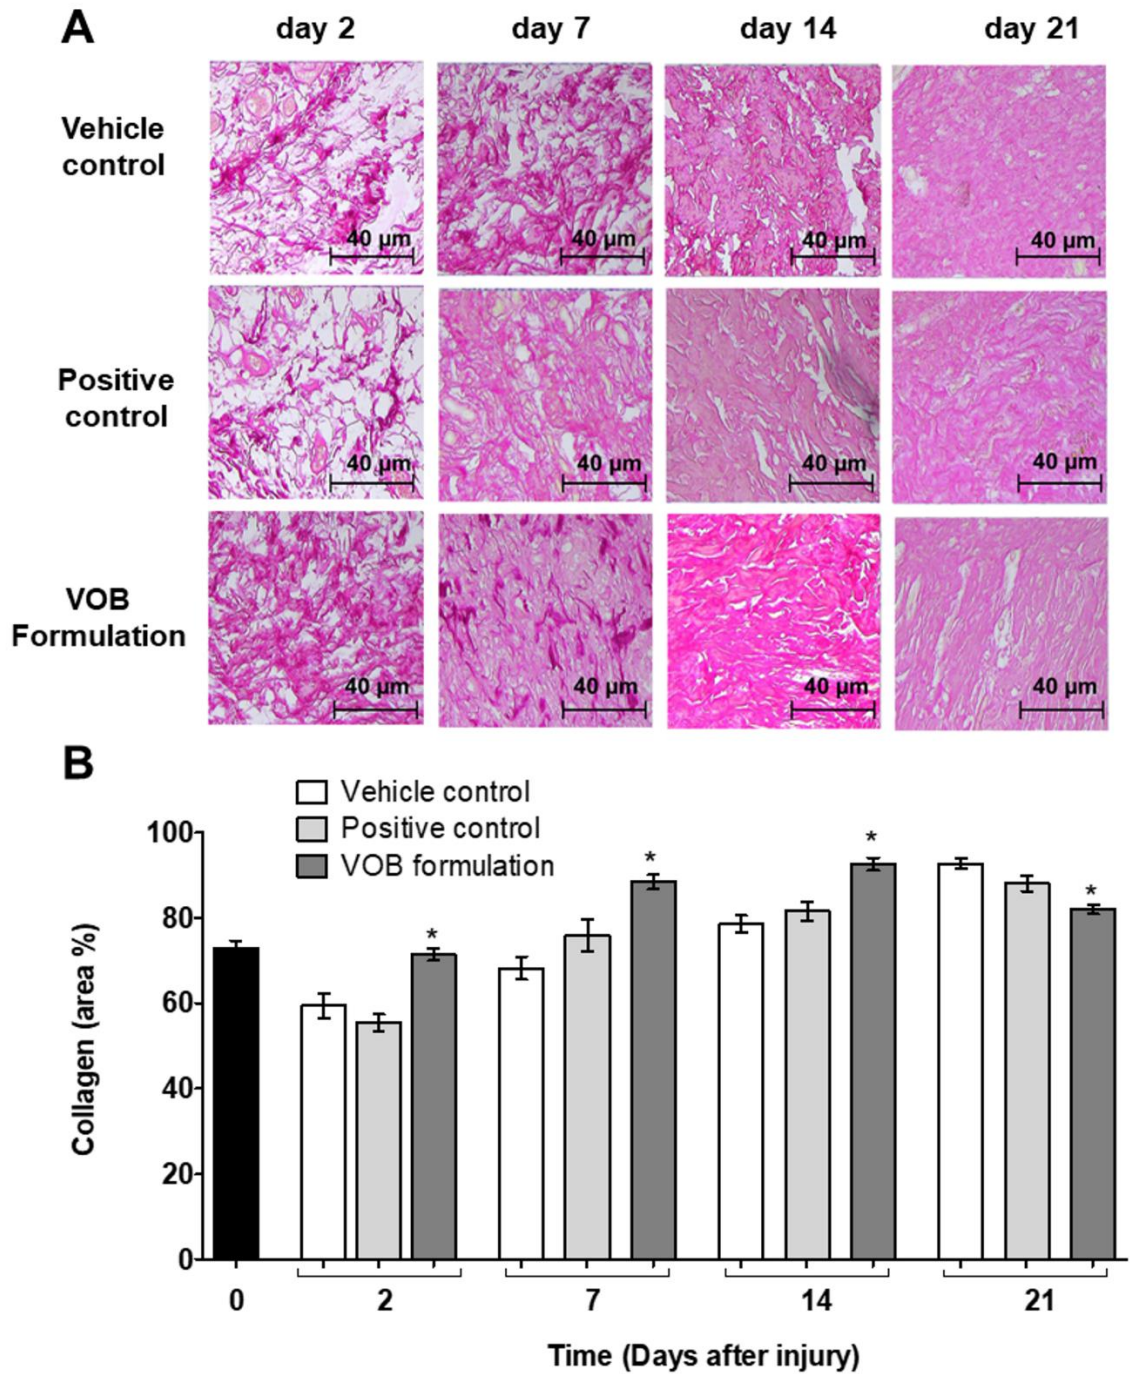 A
day 2 day 7 day 14 day 21
Vehicle
control
40 µm 40 µm 40 µm 40 µm
Positive
control
40 µm 40 µm 40 µm 40 µm
VOB
Formulation
40 µm 40 µm 40 µm 40 µm
B
Vehicle control
Positive control
VOB formulation
Collagen (area %)
100
80
60
40
20
0
* * * *
0 2 7 14 21
Time (Days after injury)